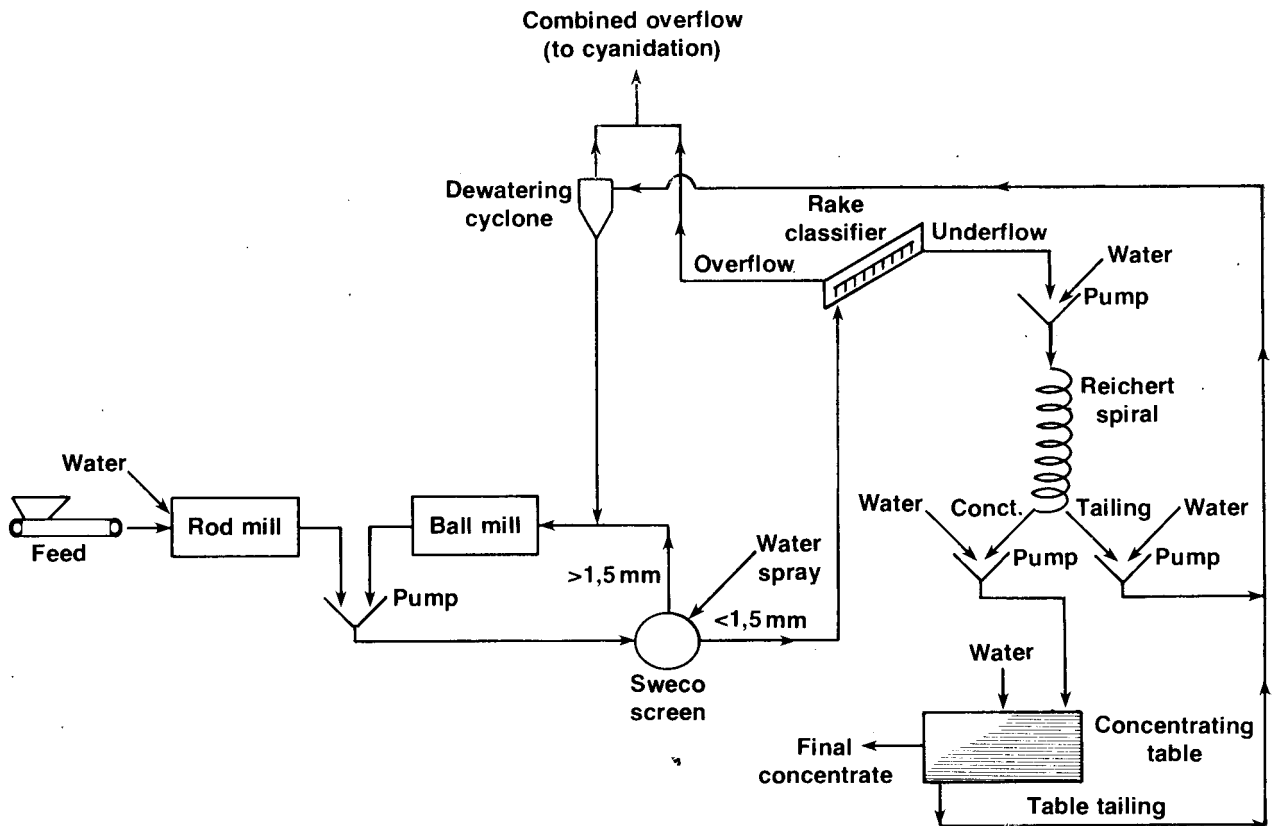 Combined overflow
(to cyanidation)
Dewatering
cyclone
Rake
classifier
Underflow
Overflow
Water
Pump
Reichert
spiral
Water
Rod mill
Ball mill
Feed
Pump
>1,5 mm
Water
spray
<1,5 mm
Sweco
screen
Water
Conct.
Tailing
Water
Pump
Pump
Water
Concentrating
table
Final
concentrate
Table tailing